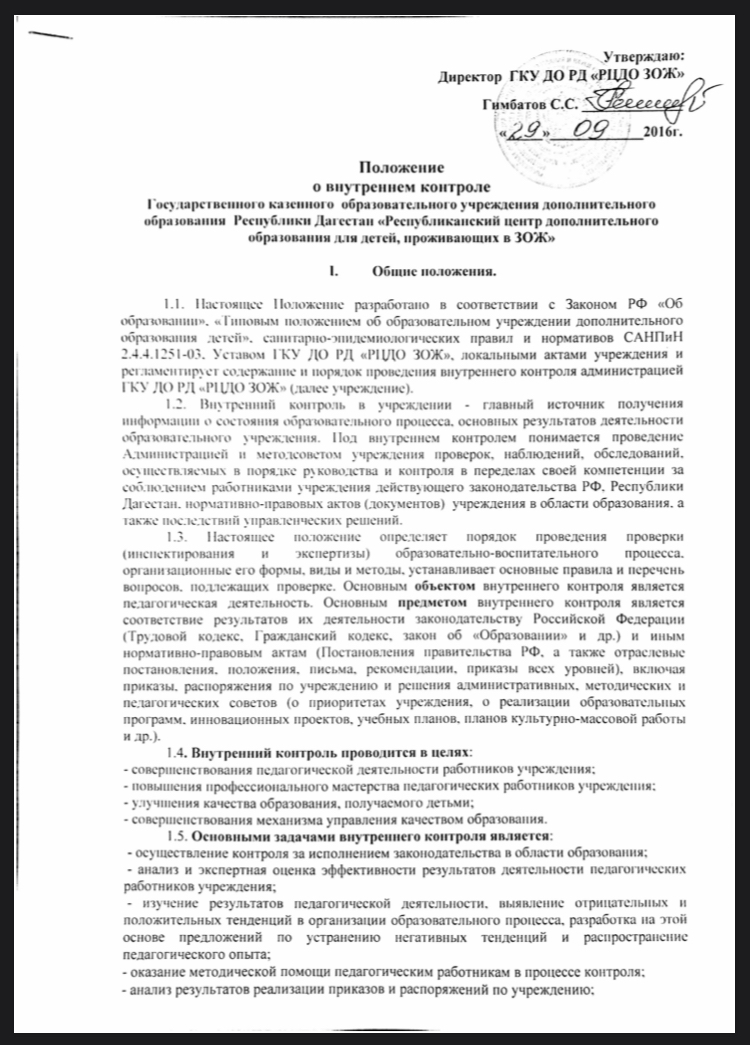 Утверждаю:
Директор ГКУ ДО РД «РЦДО ЗОЖ»
Гимбатов С.С.
«29» 09 2016г.
Положение
о внутреннем контроле
Государственного казенного образовательного учреждения дополнительного
образования Республики Дагестан «Республиканский центр дополнительного
образования для детей, проживающих в ЗОЖ»
I. Общие положения.
1.1. Настоящее Положение разработано в соответствии с Законом РФ «Об
образовании», «Типовым положением об образовательном учреждении дополнительного
образования детей», санитарно-эпидемиологических правил и нормативов САНПиН
2.4.4.1251-03, Уставом ГКУ ДО РД «РЦДО ЗОЖ», локальными актами учреждения и
регламентирует содержание и порядок проведения внутреннего контроля администрацией
ГКУ ДО РД «РЦДО ЗОЖ» (далее учреждение).
1.2. Внутренний контроль в учреждении - главный источник получения
информации о состояния образовательного процесса, основных результатов деятельности
образовательного учреждения. Под внутреннем контролем понимается проведение
Администрацией и методсоветом учреждения проверок, наблюдений, обследований,
осуществляемых в порядке руководства и контроля в пределах своей компетенции за
соблюдением работниками учреждения действующего законодательства РФ, Республики
Дагестан, нормативно-правовых актов (документов) учреждения в области образования, а
также последствий управленческих решений.
1.3. Настоящее положение определяет порядок проведения проверки
(инспектирования и экспертизы) образовательно-воспитательного процесса,
организационные его формы, виды и методы, устанавливает основные правила и перечень
вопросов, подлежащих проверке. Основным объектом внутреннего контроля является
педагогическая деятельность. Основным предметом внутреннего контроля является
соответствие результатов их деятельности законодательству Российской Федерации
(Трудовой кодекс, Гражданский кодекс, закон об «Образовании» и др.) и иным
нормативно-правовым актам (Постановления правительства РФ, а также отраслевые
постановления, положения, письма, рекомендации, приказы всех уровней), включая
приказы, распоряжения по учреждению и решения административных, методических и
педагогических советов (о приоритетах учреждения, о реализации образовательных
программ, инновационных проектов, учебных планов, планов культурно-массовой работы
и др.).
1.4. Внутренний контроль проводится в целях:
- совершенствования педагогической деятельности работников учреждения;
- повышения профессионального мастерства педагогических работников учреждения;
- улучшения качества образования, получаемого детьми;
- совершенствования механизма управления качеством образования.
1.5. Основными задачами внутреннего контроля является:
- осуществление контроля за исполнением законодательства в области образования;
- анализ и экспертная оценка эффективности результатов деятельности педагогических
работников учреждения;
- изучение результатов педагогической деятельности, выявление отрицательных и
положительных тенденций в организации образовательного процесса, разработка на этой
основе предложений по устранению негативных тенденций и распространение
педагогического опыта;
- оказание методической помощи педагогическим работникам в процессе контроля;
- анализ результатов реализации приказов и распоряжений по учреждению;